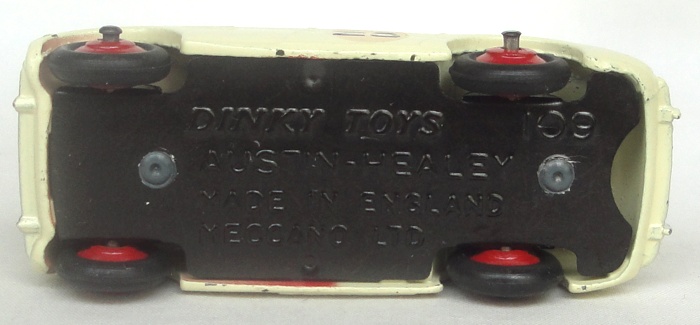 DINKY TOYS 109
AUSTIN-HEALEY
MADE IN ENGLAND
MECCANO LTD